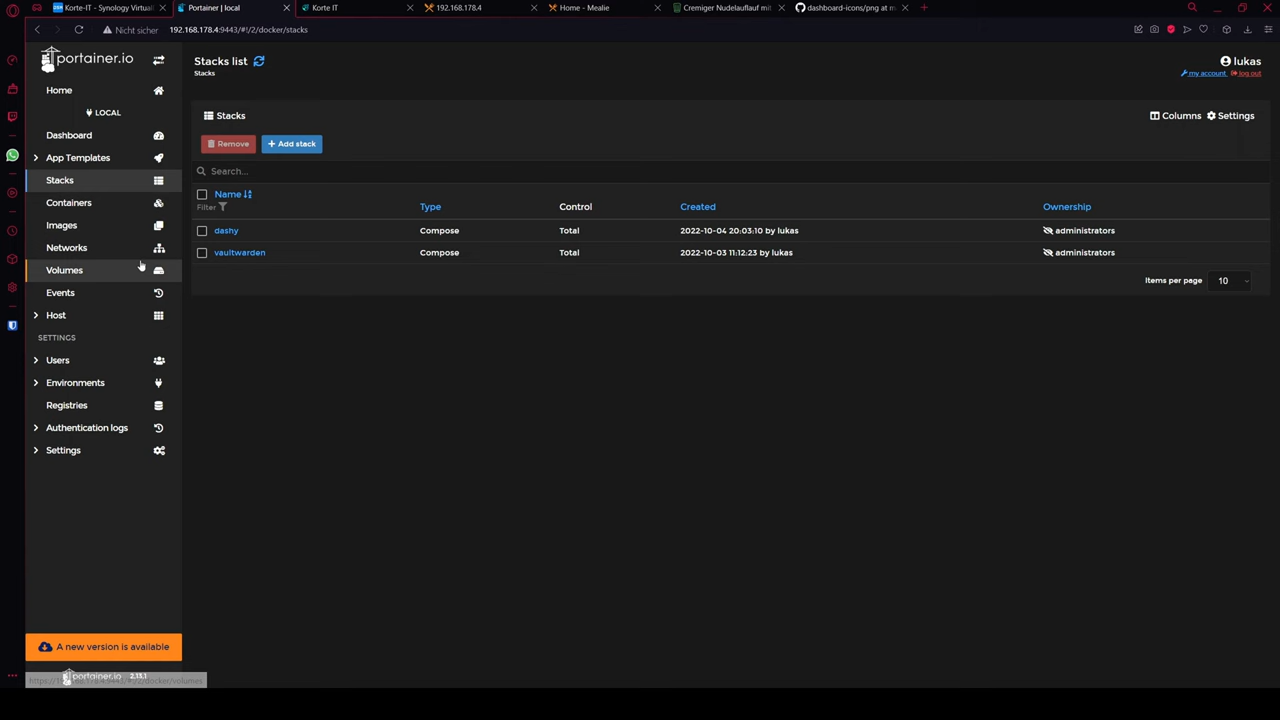 Korte-IT - Synology Virtual
Portainer | local
Korte IT
192.168.178.4
Home - Mealie
Cremiger Nudelauflauf mit
dashboard-icons/png at m
Nicht sicher
192.168.178.4:9443/#!/2/docker/stacks
portainer.io
Home
LOCAL
Dashboard
App Templates
Stacks
Containers
Images
Networks
Volumes
Events
Host
SETTINGS
Users
Environments
Registries
Authentication logs
Settings
A new version is available
portainer.io 2.13.1
Stacks list
Stacks
lukas
my account
log out
Stacks
Columns
Settings
Remove
+ Add stack
Search...
Name
Filter
Type
Control
Created
Ownership
dashy Compose Total 2022-10-04 20:03:10 by lukas administrators
vaultwarden Compose Total 2022-10-03 11:12:23 by lukas administrators
Items per page 10